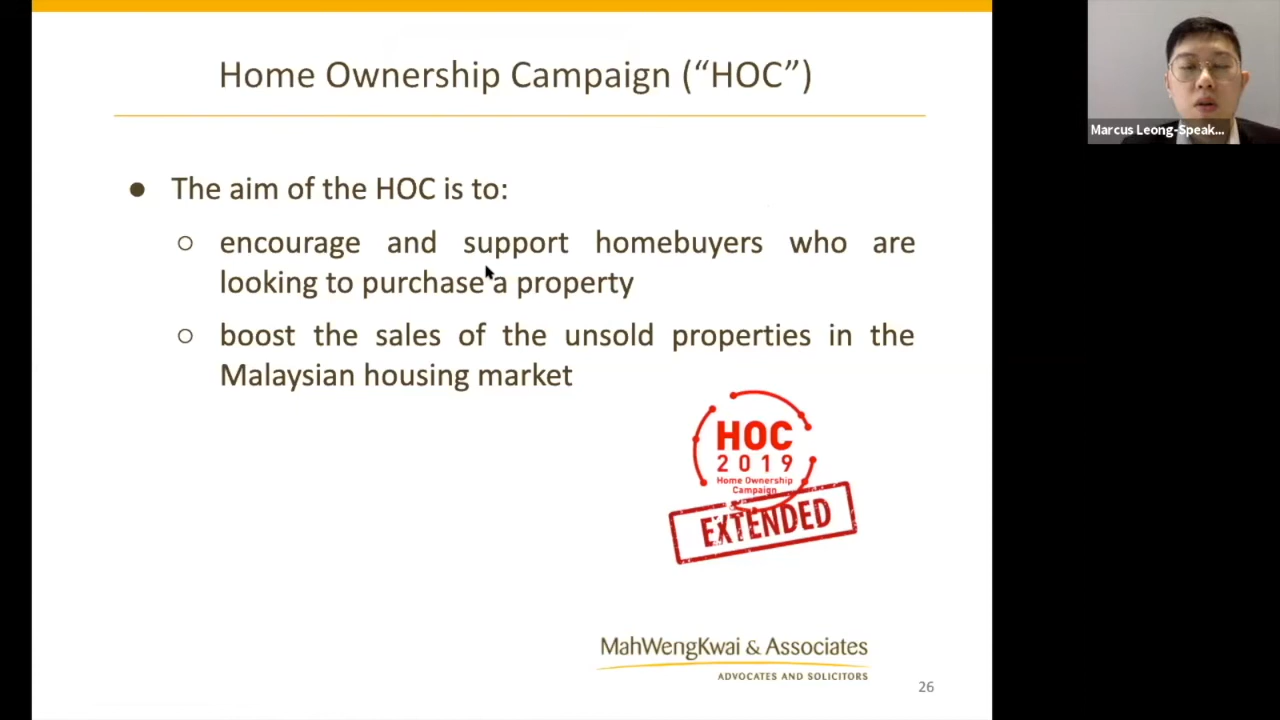 Home Ownership Campaign (“HOC”)
● The aim of the HOC is to:
○ encourage and support homebuyers who are
looking to purchase a property
○ boost the sales of the unsold properties in the
Malaysian housing market
HOC
2019
Home Ownership
Campaign
EXTENDED
MahWengKwai & Associates
ADVOCATES AND SOLICITORS
26
Marcus Leong-Speak...